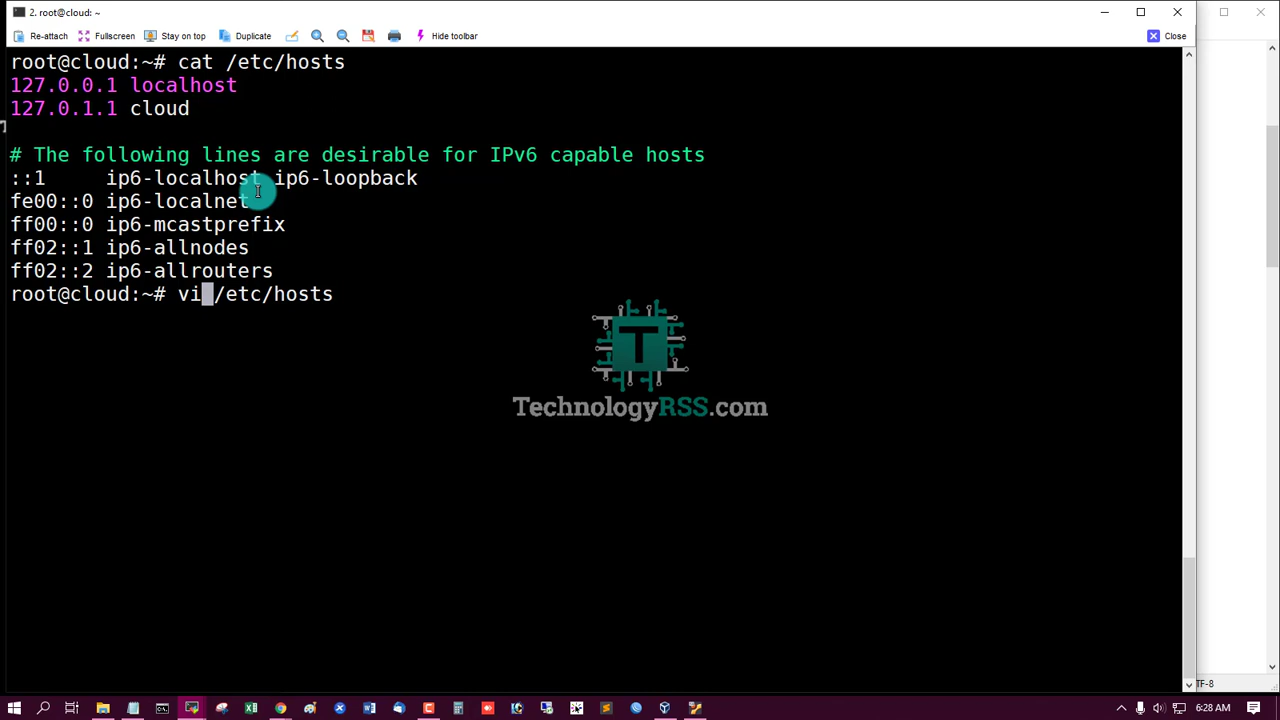 2. root@cloud: ~
Re-attach Fullscreen Stay on top Duplicate Hide toolbar Close
root@cloud:~# cat /etc/hosts
127.0.0.1 localhost
127.0.1.1 cloud
# The following lines are desirable for IPv6 capable hosts
::1     ip6-localhost ip6-loopback
fe00::0 ip6-localnet
ff00::0 ip6-mcastprefix
ff02::1 ip6-allnodes
ff02::2 ip6-allrouters
root@cloud:~# vi /etc/hosts
T
TechnologyRSS.com
TF-8
6:28 AM